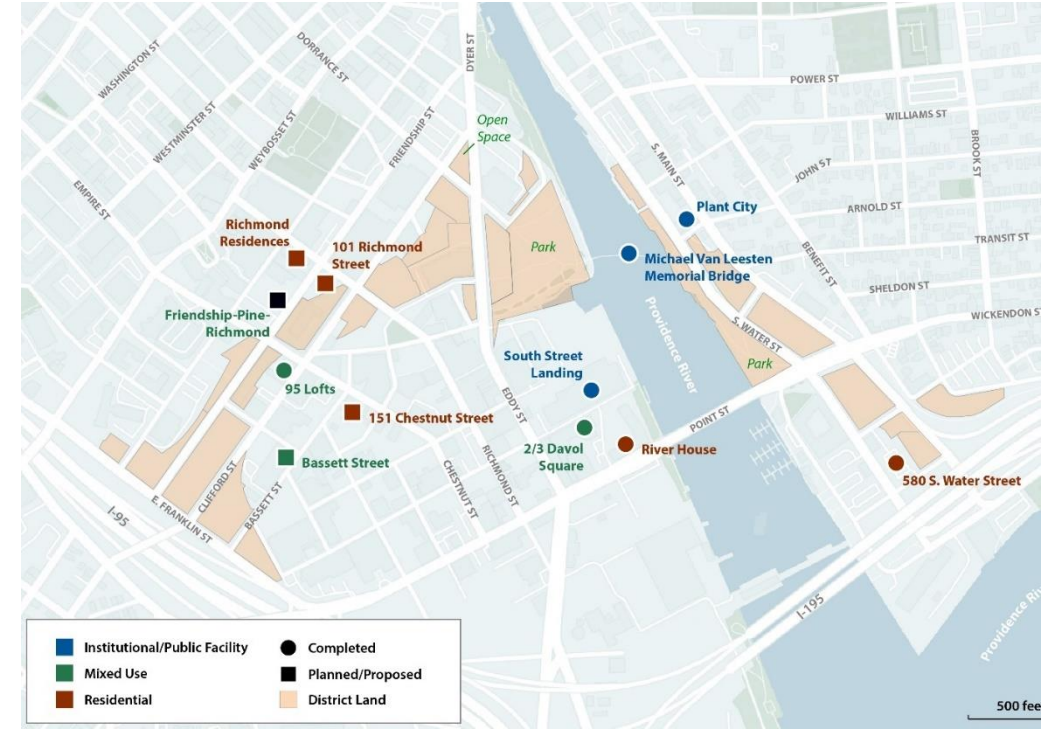 WASHINGTON ST
DORRANCE ST
DYER ST
WESTMINSTER ST
WEYBOSSET ST
FRIENDSHIP ST
EMPIRE ST
Open
Space
S. MAIN ST
POWER ST
WILLIAMS ST
BROOK ST
JOHN ST
ARNOLD ST
TRANSIT ST
BENEFIT ST
SHELDON ST
WICKENDON ST
Plant City
Richmond
Residences
101 Richmond
Street
Park
Michael Van Leesten
Memorial Bridge
Friendship-Pine-
Richmond
Providence River
S. WATER ST
Park
South Street
Landing
95 Lofts
EDDY ST
151 Chestnut Street
POINT ST
2/3 Davol
Square
River House
Bassett Street
CHESTNUT ST
RICHMOND ST
580 S. Water Street
CLIFFORD ST
BASSETT ST
E. FRANKLIN ST
I-95
I-195
Institutional/Public Facility
Mixed Use
Residential
Completed
Planned/Proposed
District Land
500 fee